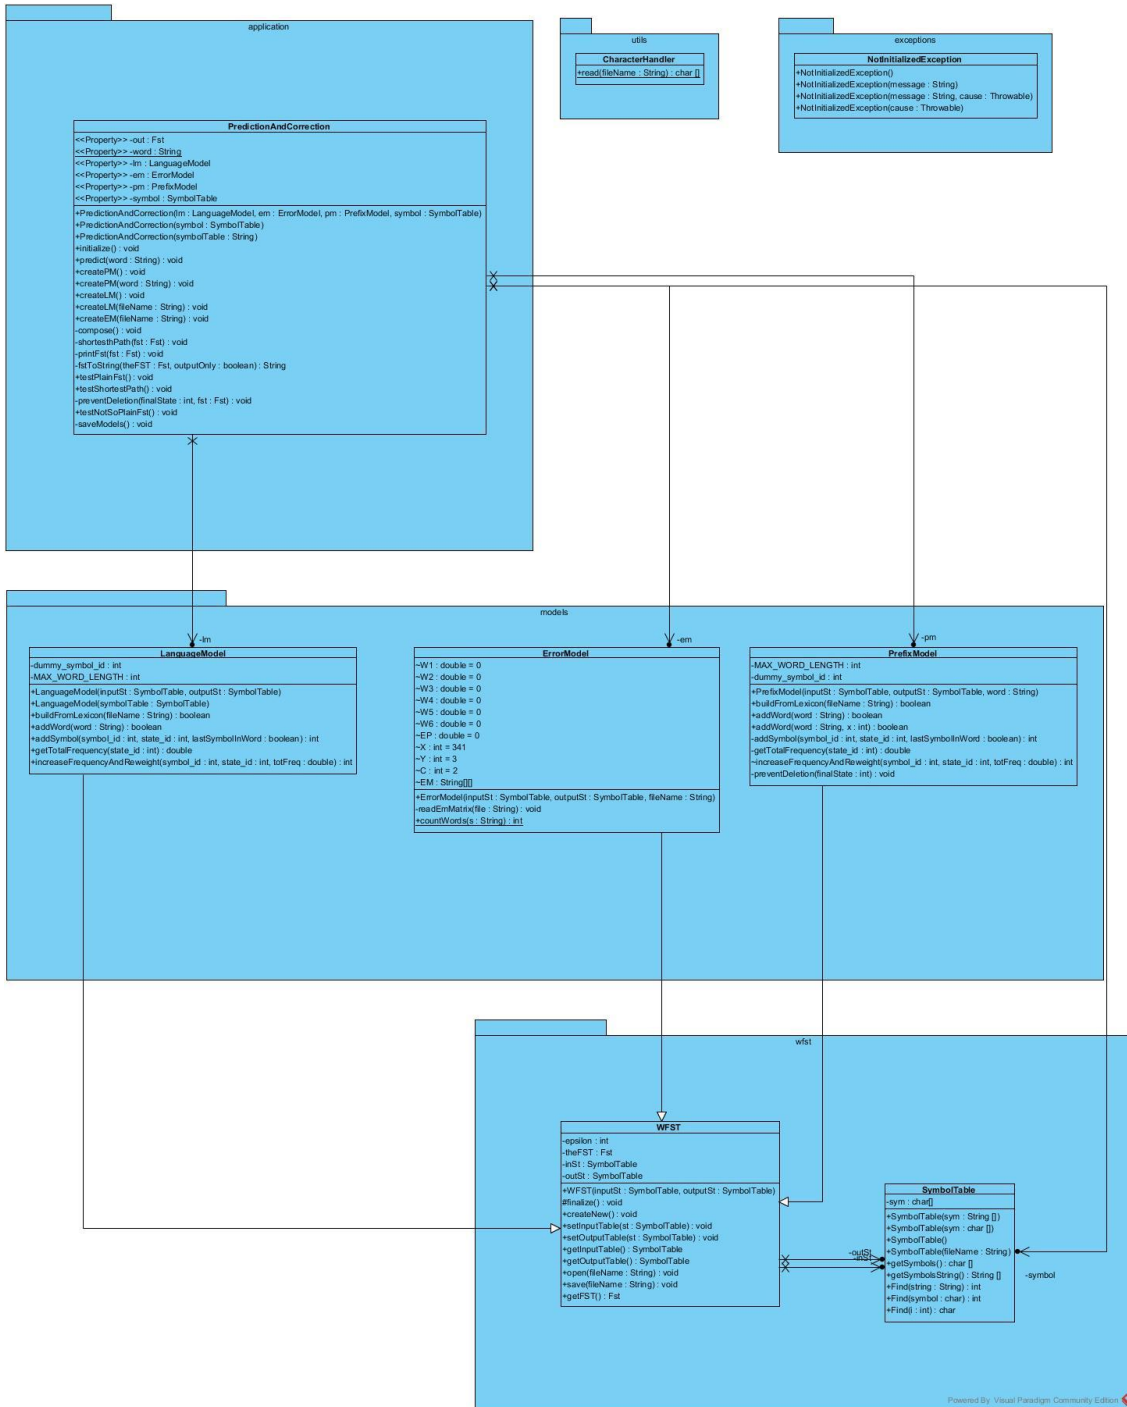 application
PredictionAndCorrection
<<Property>> -out : Fst
<<Property>> -word : String
<<Property>> -lm : LanguageModel
<<Property>> -em : ErrorModel
<<Property>> -pm : PrefixModel
<<Property>> -symbol : SymbolTable
+PredictionAndCorrection(lm : LanguageModel, em : ErrorModel, pm : PrefixModel, symbol : SymbolTable)
+PredictionAndCorrection(symbol : SymbolTable)
+PredictionAndCorrection(symbolTable : String)
+initialize() : void
+predict(word : String) : void
+createPM() : void
+createPM(word : String) : void
+createLM() : void
+createLM(fileName : String) : void
+createEM(fileName : String) : void
-compose() : void
-shortesthPath(fst : Fst) : void
-printFst(fst : Fst) : void
-fstToString(theFST : Fst, outputOnly : boolean) : String
+testPlainFst() : void
+testShortestPath() : void
-preventDeletion(finalState : int, fst : Fst) : void
+testNotSoPlainFst() : void
-saveModels() : void
utils
CharacterHandler
+read(fileName : String) : char []
exceptions
NotInitializedException
+NotInitializedException()
+NotInitializedException(message : String)
+NotInitializedException(message : String, cause : Throwable)
+NotInitializedException(cause : Throwable)
models
-lm
-em
-pm
LanguageModel
-dummy_symbol_id : int
-MAX_WORD_LENGTH : int
+LanguageModel(inputSt : SymbolTable, outputSt : SymbolTable)
+LanguageModel(symbolTable : SymbolTable)
+buildFromLexicon(fileName : String) : boolean
+addWord(word : String) : boolean
+addSymbol(symbol_id : int, state_id : int, lastSymbolInWord : boolean) : int
+getTotalFrequency(state_id : int) : double
+increaseFrequencyAndReweight(symbol_id : int, state_id : int, totFreq : double) : int
ErrorModel
~W1 : double = 0
~W2 : double = 0
~W3 : double = 0
~W4 : double = 0
~W5 : double = 0
~W6 : double = 0
~EP : double = 0
~X : int = 341
~Y : int = 3
~C : int = 2
~EM : String[][]
+ErrorModel(inputSt : SymbolTable, outputSt : SymbolTable, fileName : String)
-readEmMatrix(file : String) : void
+countWords(s : String) : int
PrefixModel
-MAX_WORD_LENGTH : int
-dummy_symbol_id : int
+PrefixModel(inputSt : SymbolTable, outputSt : SymbolTable, word : String)
+buildFromLexicon(fileName : String) : boolean
+addWord(word : String) : boolean
+addWord(word : String, x : int) : boolean
-addSymbol(symbol_id : int, state_id : int, lastSymbolInWord : boolean) : int
-getTotalFrequency(state_id : int) : double
~increaseFrequencyAndReweight(symbol_id : int, state_id : int, totFreq : double) : int
-preventDeletion(finalState : int) : void
wfst
WFST
-epsilon : int
-theFST : Fst
-inSt : SymbolTable
-outSt : SymbolTable
+WFST(inputSt : SymbolTable, outputSt : SymbolTable)
#finalize() : void
+createNew() : void
+setInputTable(st : SymbolTable) : void
+setOutputTable(st : SymbolTable) : void
+getInputTable() : SymbolTable
+getOutputTable() : SymbolTable
+open(fileName : String) : void
+save(fileName : String) : void
+getFST() : Fst
-outSt
-inSt
SymbolTable
-sym : char[]
+SymbolTable(sym : String [])
+SymbolTable(sym : char [])
+SymbolTable()
+SymbolTable(fileName : String)
+getSymbols() : char []
+getSymbolsString() : String []
+Find(string : String) : int
+Find(symbol : char) : int
+Find(i : int) : char
-symbol
Powered By Visual Paradigm Community Edition